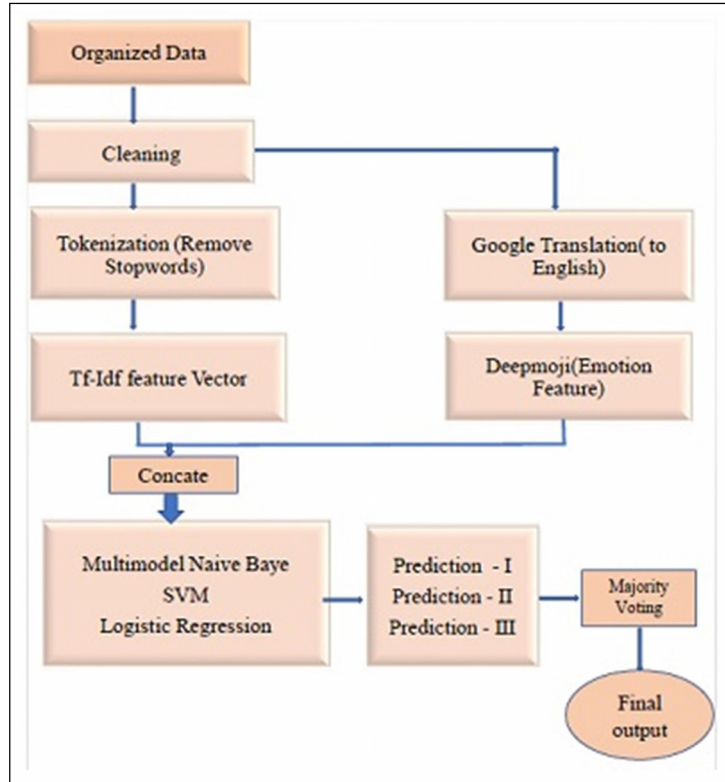 Organized Data
Cleaning
Tokenization (Remove
Stopwords)
Google Translation( to
English)
Tf-Idf feature Vector
Deepmoji(Emotion
Feature)
Concate
Multimodel Naive Baye
SVM
Logistic Regression
Prediction - I
Prediction - II
Prediction - III
Majority
Voting
Final
output